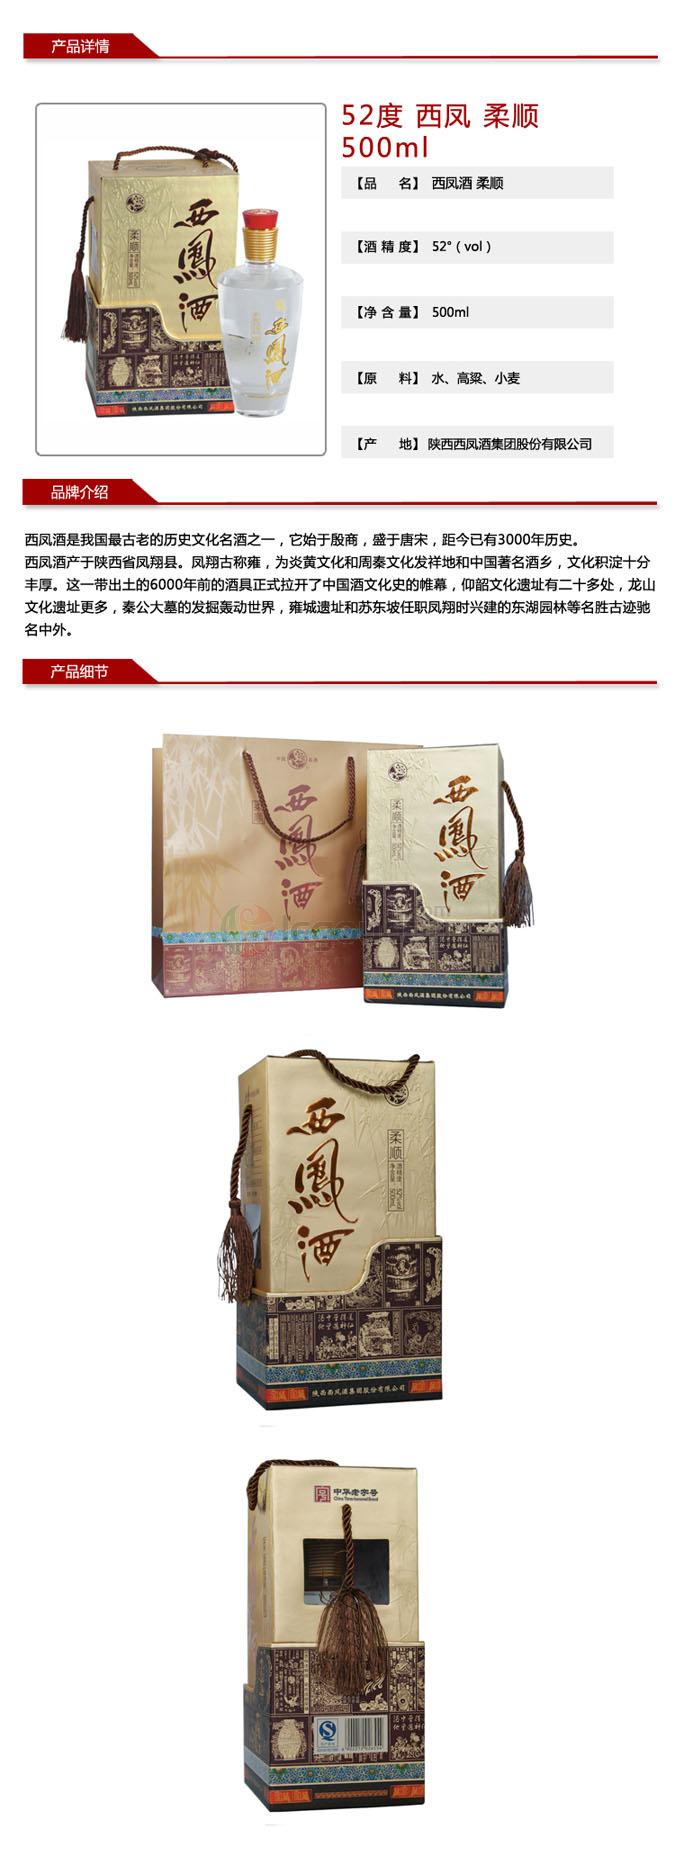 产品详情
52度 西凤 柔顺
500ml
【品 名】 西凤酒 柔顺
【酒 精 度】 52°（vol）
【净 含 量】 500ml
【原 料】 水、高粱、小麦
【产 地】 陕西西凤酒集团股份有限公司
西鳳酒
柔顺
陕西西凤酒集团股份有限公司
西鳳酒
品牌介绍
西凤酒是我国最古老的历史文化名酒之一，它始于殷商，盛于唐宋，距今已有3000年历史。
西凤酒产于陕西省凤翔县。凤翔古称雍，为炎黄文化和周秦文化发祥地和中国著名酒乡，文化积淀十分
丰厚。这一带出土的6000年前的酒具正式拉开了中国酒文化史的帷幕，仰韶文化遗址有二十多处，龙山
文化遗址更多，秦公大墓的发掘轰动世界，雍城遗址和苏东坡任职凤翔时兴建的东湖园林等名胜古迹驰
名中外。
产品细节
西鳳酒
西鳳酒
柔顺
陕西西凤酒集团股份有限公司
西鳳酒
柔顺
酒精度：52%vol
净含量：500mL
陕西西凤酒集团股份有限公司
中华老字号
China Time-honored Brand